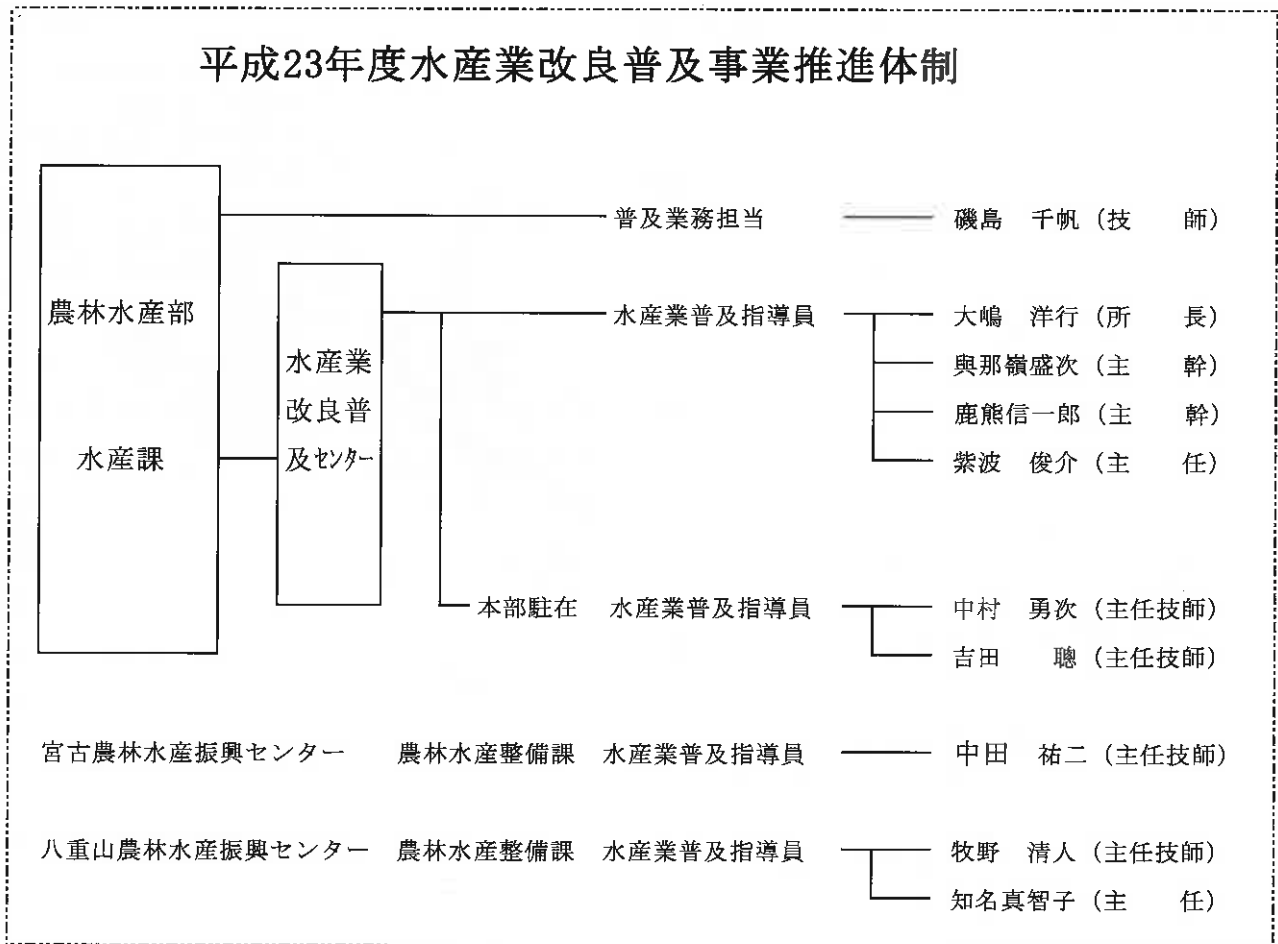 平成23年度水産業改良普及事業推進体制
普及業務担当 磯島 千帆（技 師）
農林水産部
水産課
水産業
改良普
及センター
水産業普及指導員 大嶋 洋行（所 長）
與那嶺盛次（主 幹）
鹿熊信一郎（主 幹）
紫波 俊介（主 任）
本部駐在 水産業普及指導員 中村 勇次（主任技師）
吉田 聰（主任技師）
宮古農林水産振興センター 農林水産整備課 水産業普及指導員 中田 祐二（主任技師）
八重山農林水産振興センター 農林水産整備課 水産業普及指導員 牧野 清人（主任技師）
知名真智子（主 任）